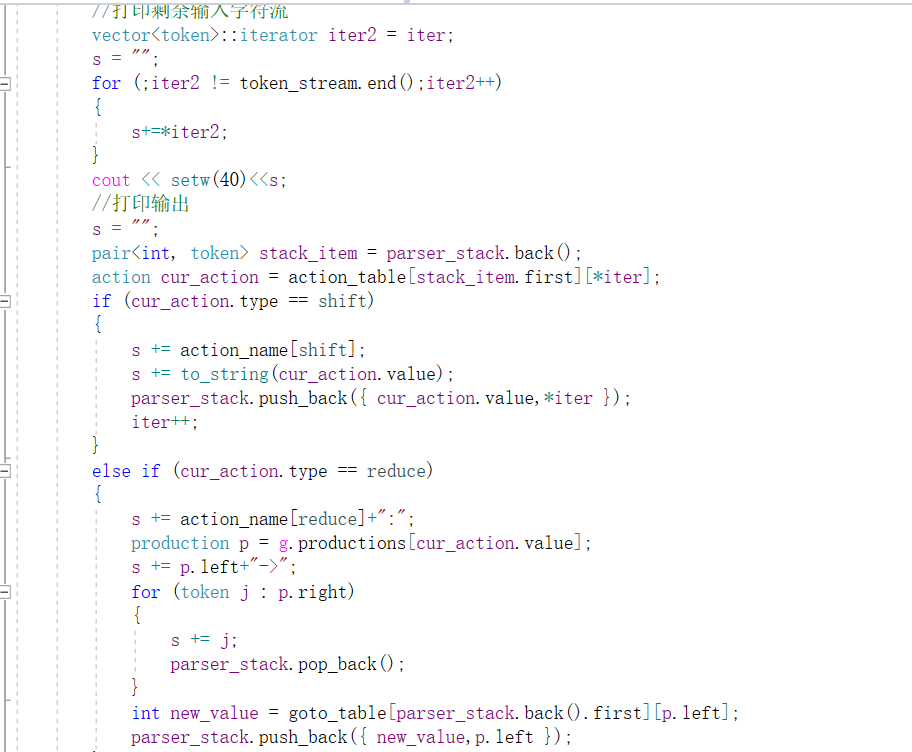 //打印剩余输入字符流
vector<token>::iterator iter2 = iter;
s = "";
for (;iter2 != token_stream.end();iter2++)
{
s+=*iter2;
}
cout << setw(40)<<s;
//打印输出
s = "";
pair<int, token> stack_item = parser_stack.back();
action cur_action = action_table[stack_item.first][*iter];
if (cur_action.type == shift)
{
s += action_name[shift];
s += to_string(cur_action.value);
parser_stack.push_back({ cur_action.value,*iter });
iter++;
}
else if (cur_action.type == reduce)
{
s += action_name[reduce]+":";
production p = g.productions[cur_action.value];
s += p.left+"->";
for (token j : p.right)
{
s += j;
parser_stack.pop_back();
}
int new_value = goto_table[parser_stack.back().first][p.left];
parser_stack.push_back({ new_value,p.left });